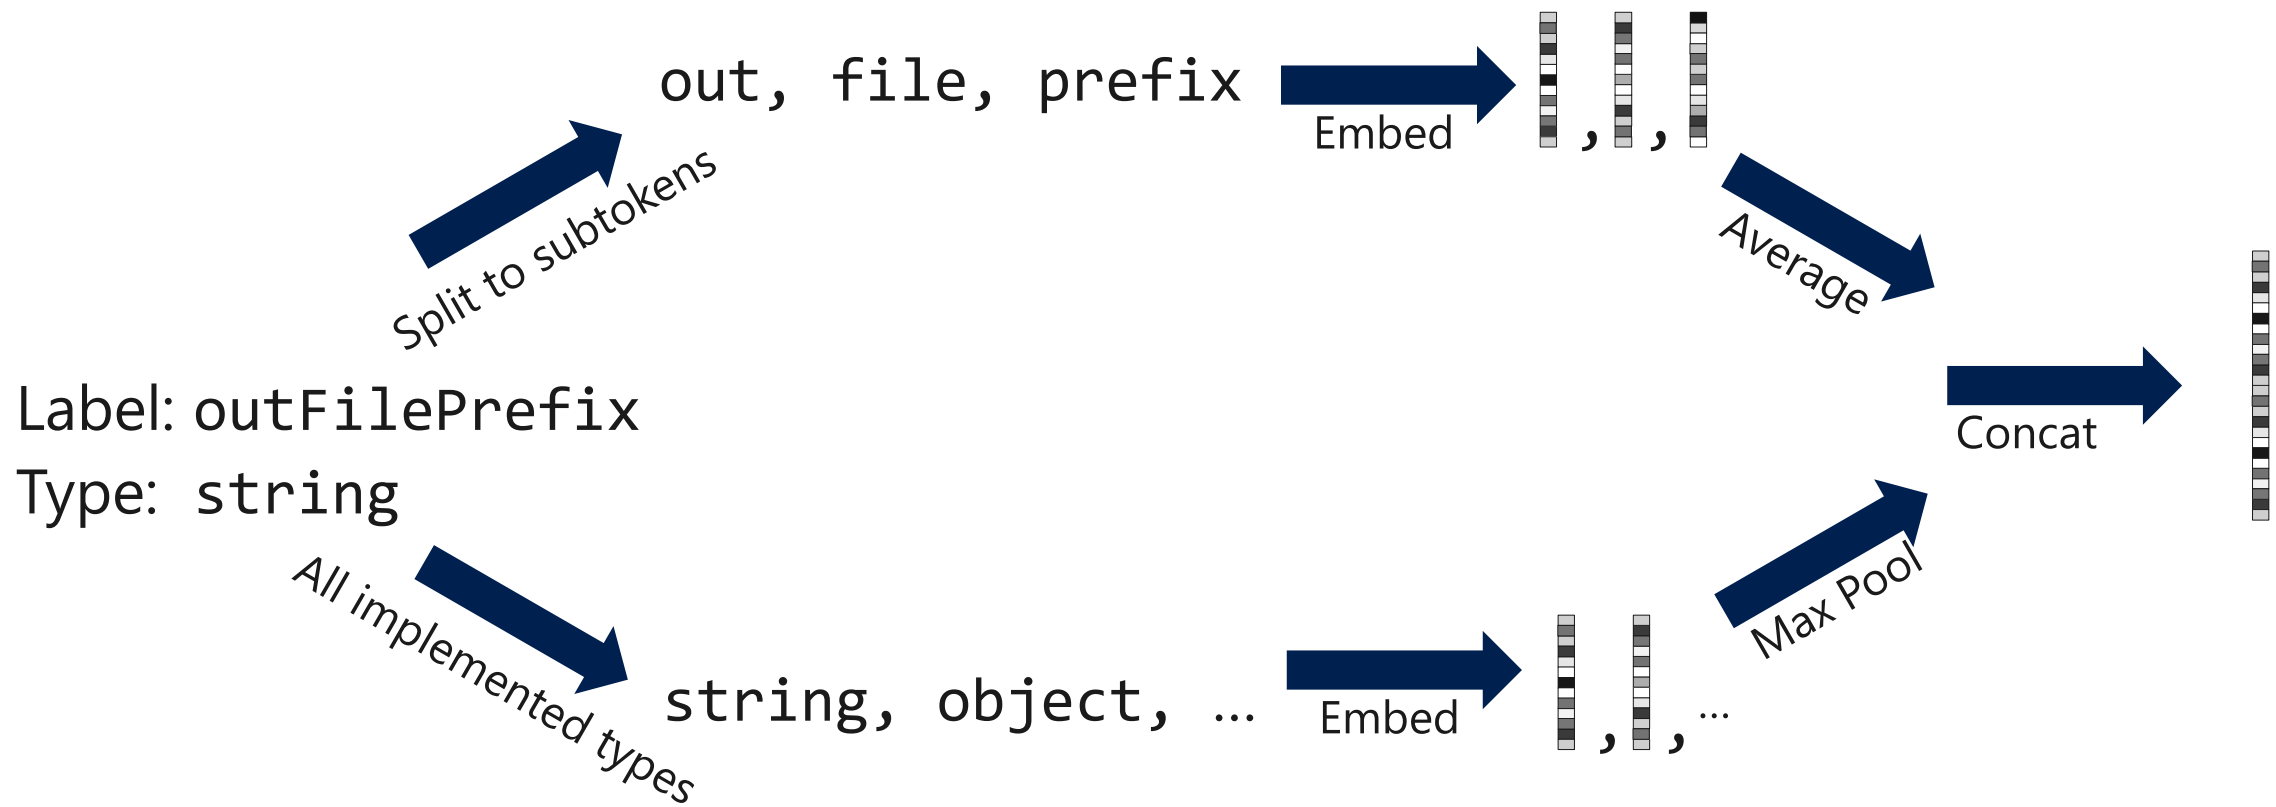 out, file, prefix
Embed
, ,
Split to subtokens
Average
Label: outFilePrefix
Type: string
Concat
All implemented types
Max Pool
string, object, …
Embed
, , …